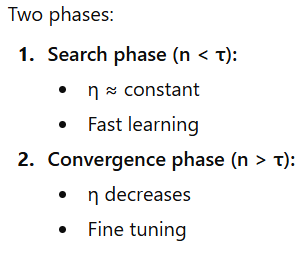 Two phases:
1. Search phase (n < τ):
• η ≈ constant
• Fast learning
2. Convergence phase (n > τ):
• η decreases
• Fine tuning